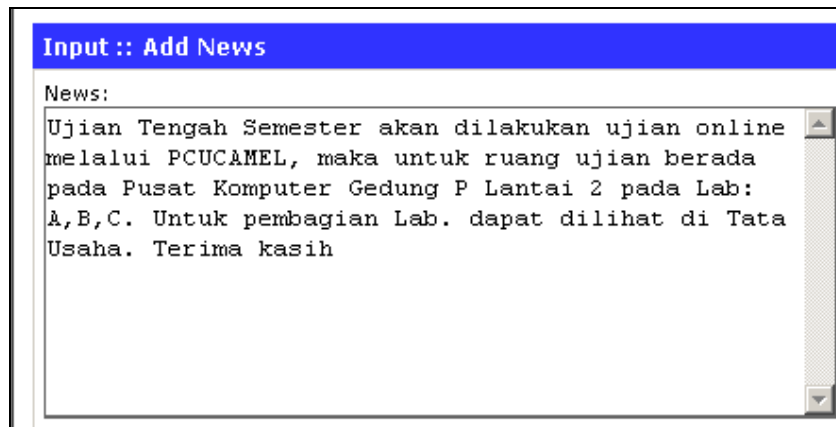 Input :: Add News
News:
Ujian Tengah Semester akan dilakukan ujian online
melalui PCUCAMEL, maka untuk ruang ujian berada
pada Pusat Komputer Gedung P Lantai 2 pada Lab:
A,B,C. Untuk pembagian Lab. dapat dilihat di Tata
Usaha. Terima kasih